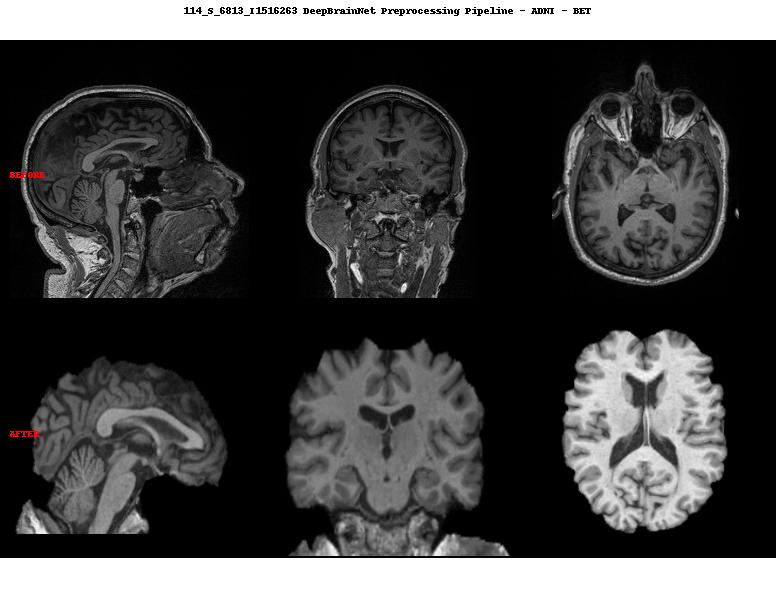 114_S_6813_I1516263 DeepBrainNet Preprocessing Pipeline - ADNI - BET
BEFORE
AFTER